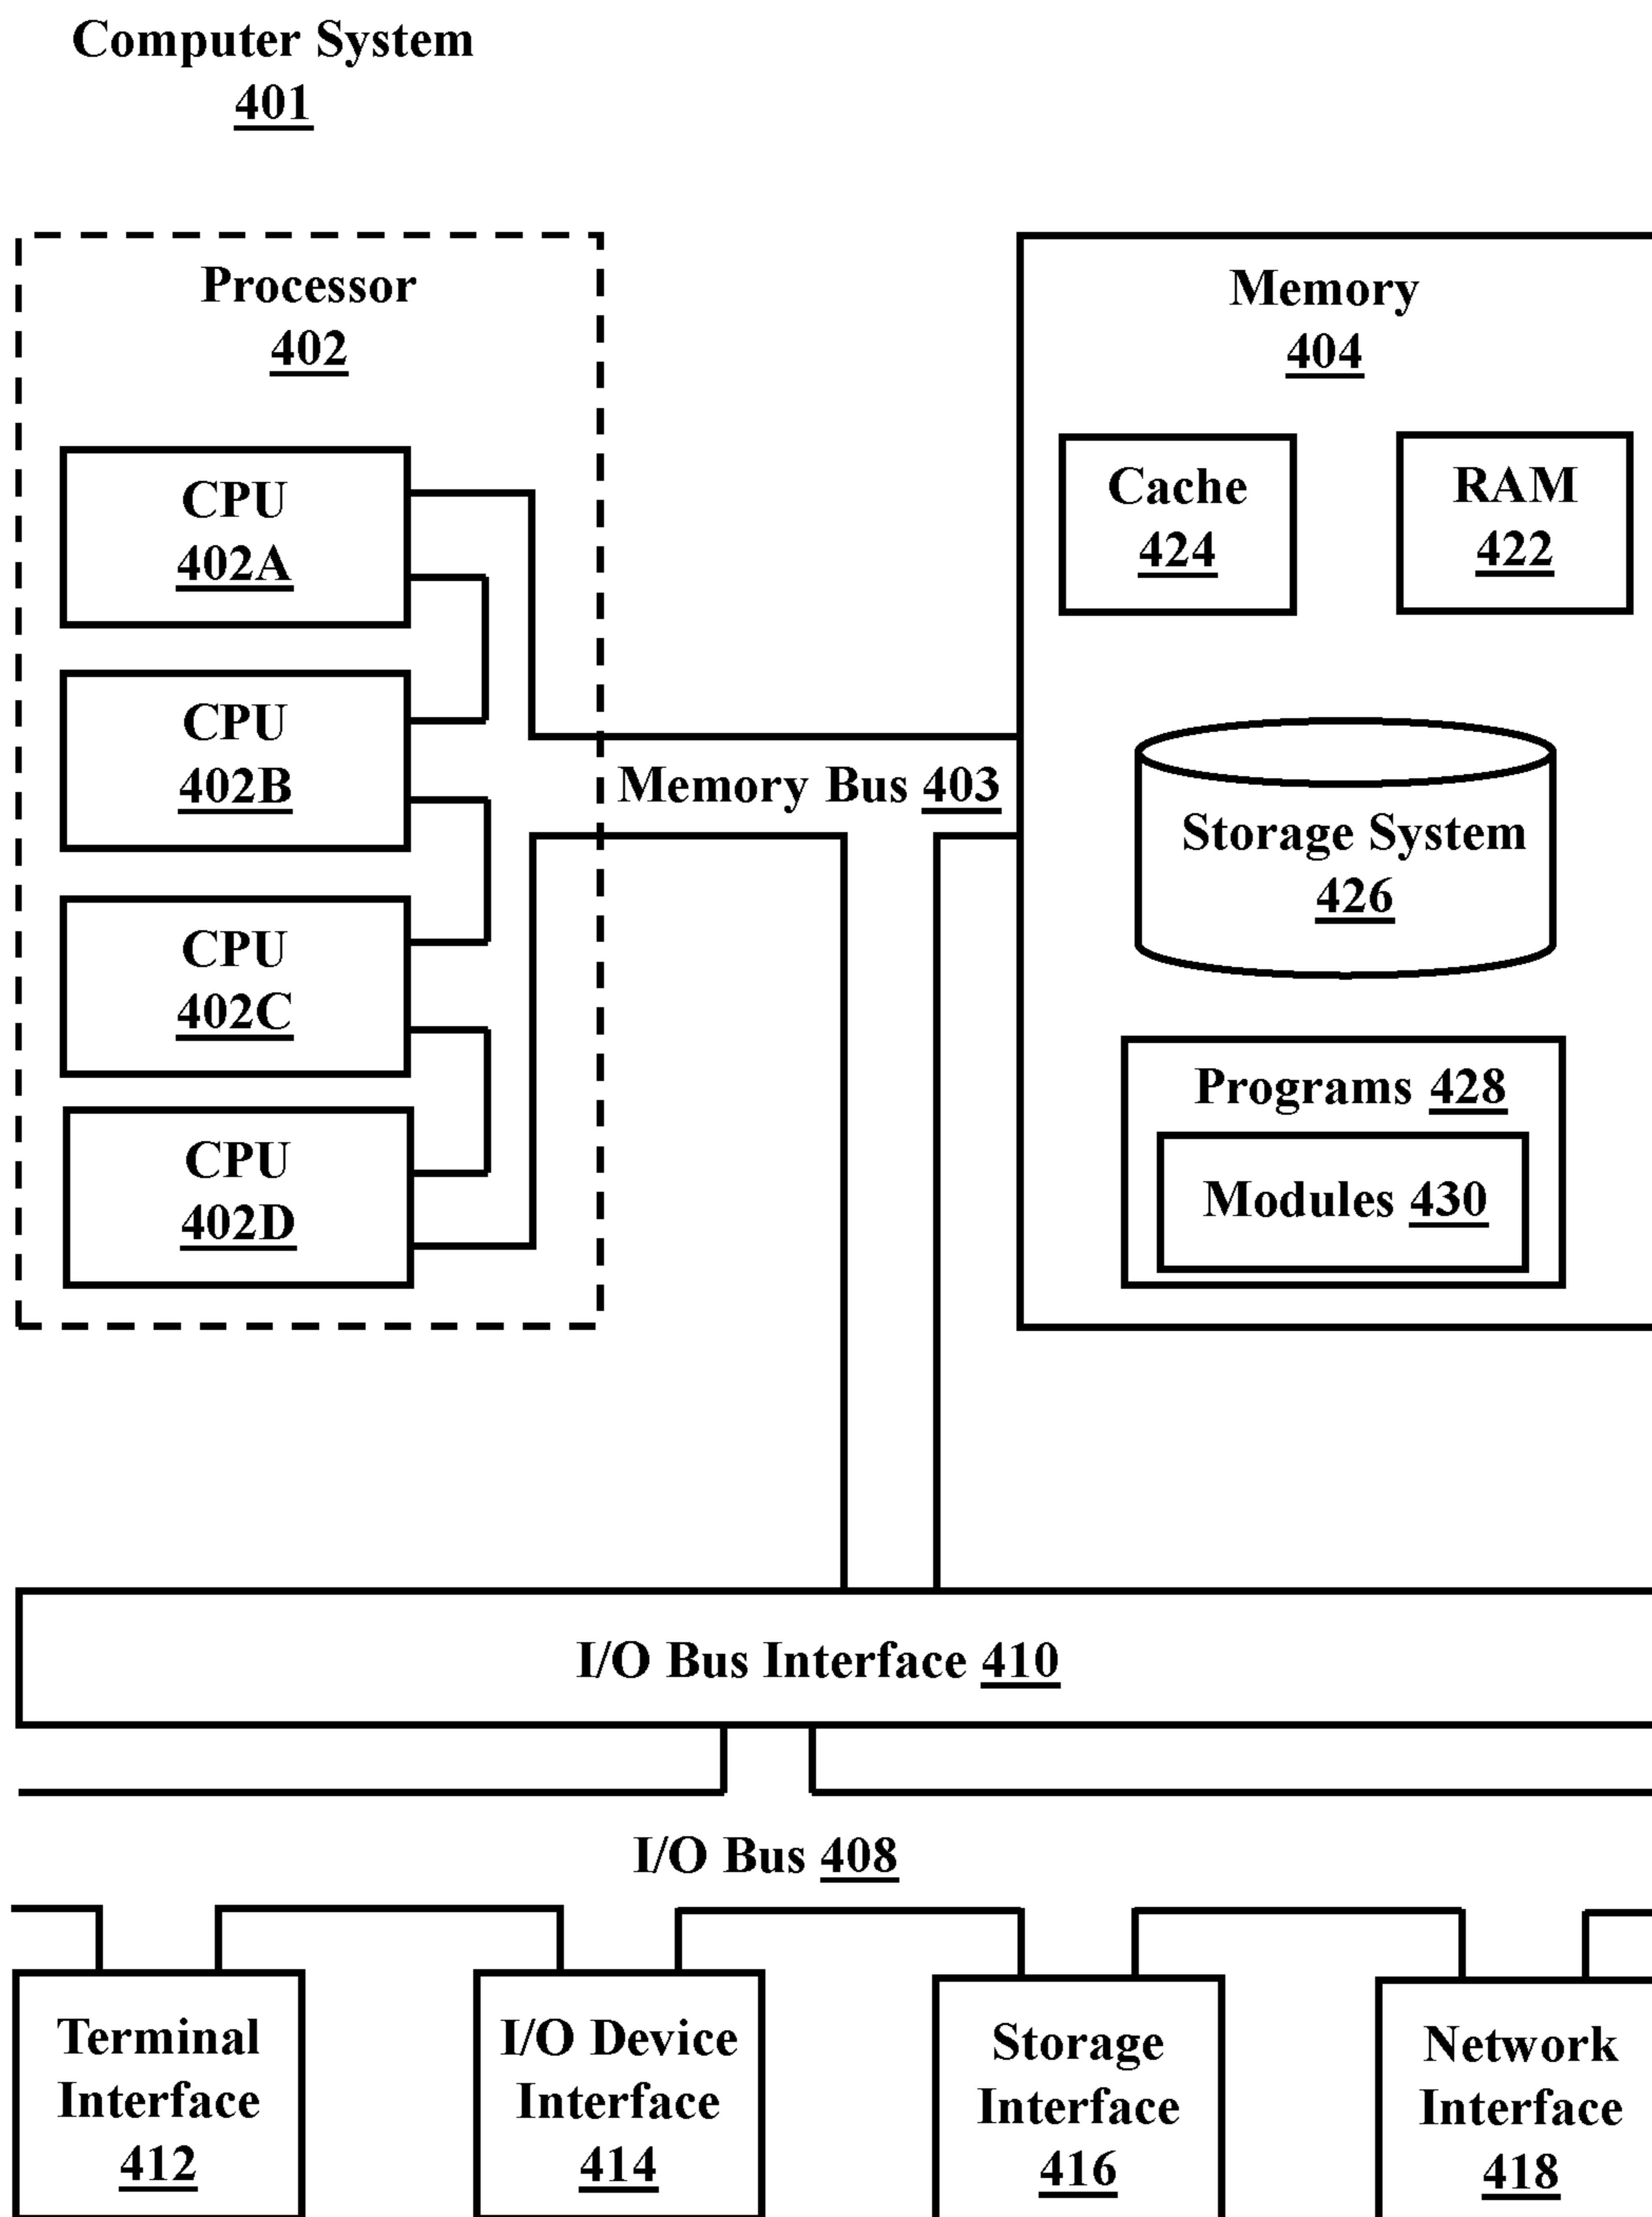 Computer System
401
Processor
402
CPU
402A
CPU
402B
CPU
402C
CPU
402D
Memory Bus 403
Memory
404
Cache
424
RAM
422
Storage System
426
Programs 428
Modules 430
I/O Bus Interface 410
I/O Bus 408
Terminal
Interface
412
I/O Device
Interface
414
Storage
Interface
416
Network
Interface
418